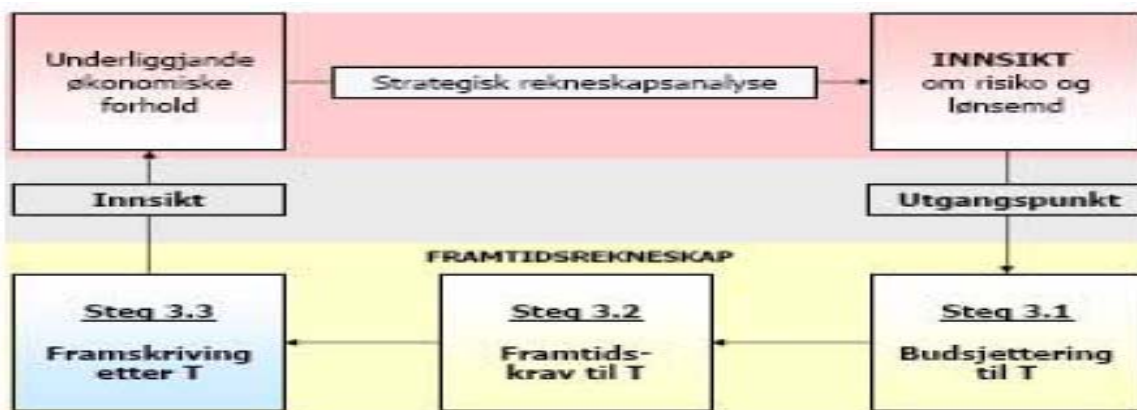 Underliggjande
økonomiske
forhold
Strategisk rekneskapsanalyse
INNSIKT
om risiko og
lønsemd
Innsikt
Utgangspunkt
FRAMTIDSREKNESKAP
Steg 3.3
Framskriving
etter T
Steg 3.2
Framtids-
krav til T
Steg 3.1
Budsjettering
til T